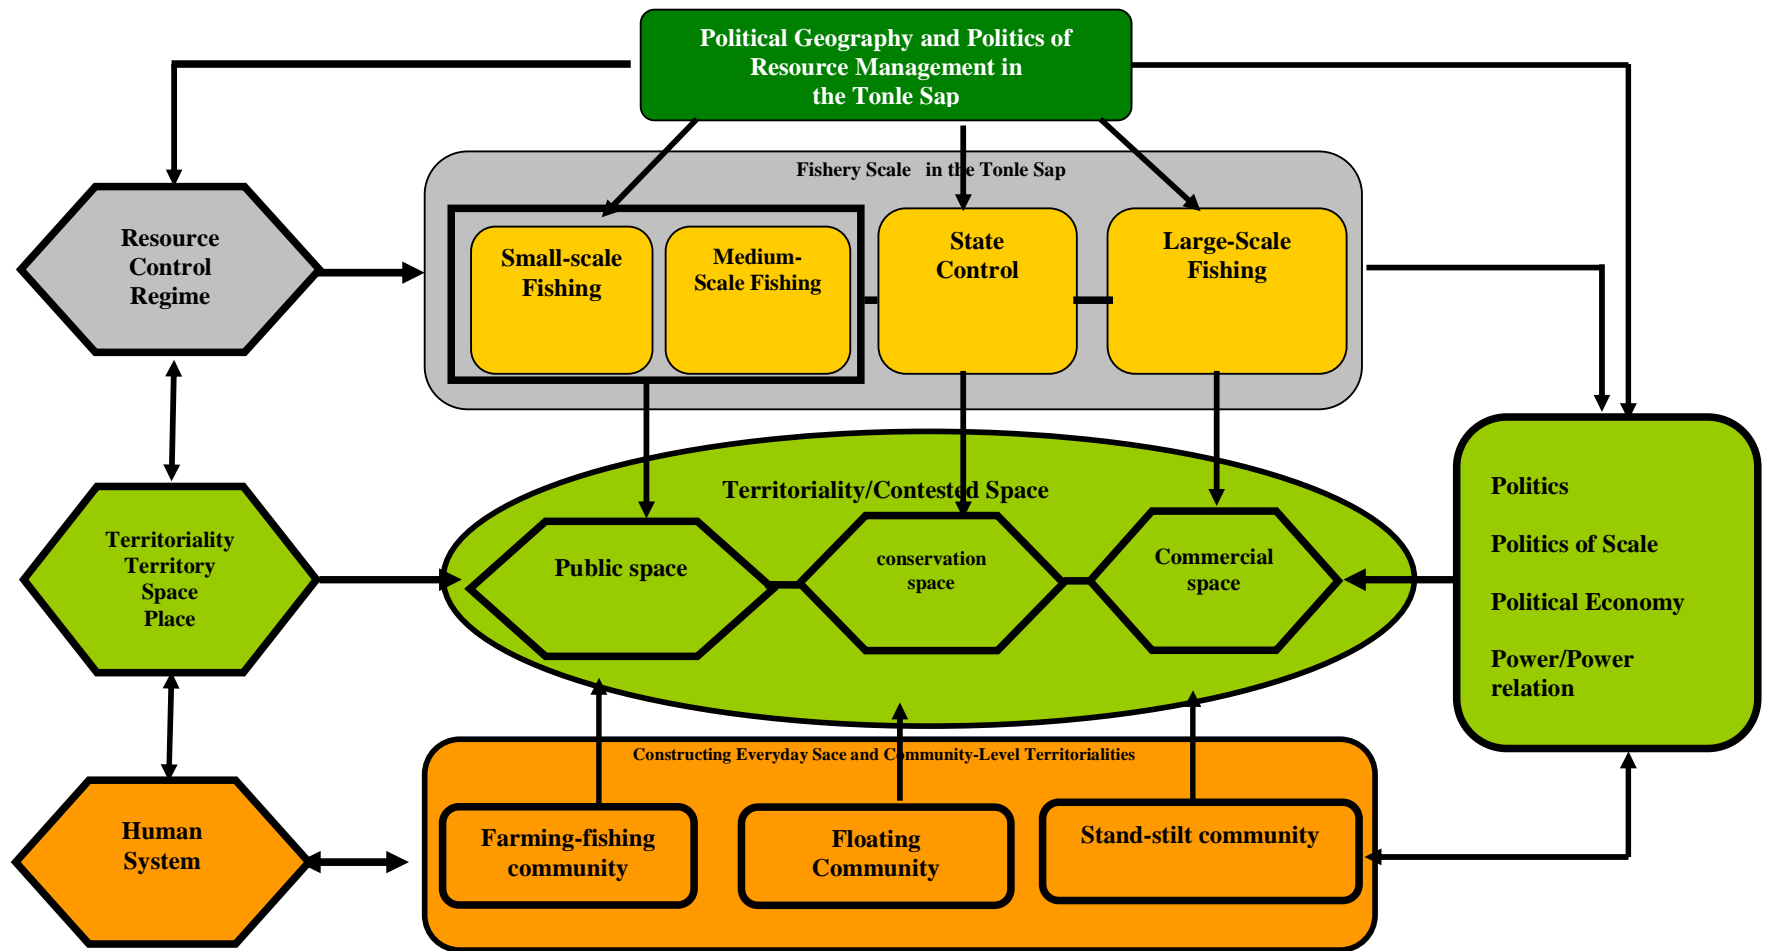 Political Geography and Politics of
Resource Management in
the Tonle Sap
Fishery Scale in the Tonle Sap
Resource
Control
Regime
Small-scale
Fishing
Medium-
Scale Fishing
State
Control
Large-Scale
Fishing
Territoriality/Contested Space
Territoriality
Territory
Space
Place
Public space
conservation
space
Commercial
space
Politics
Politics of Scale
Political Economy
Power/Power
relation
Constructing Everyday Sace and Community-Level Territorialities
Human
System
Farming-fishing
community
Floating
Community
Stand-stilt community